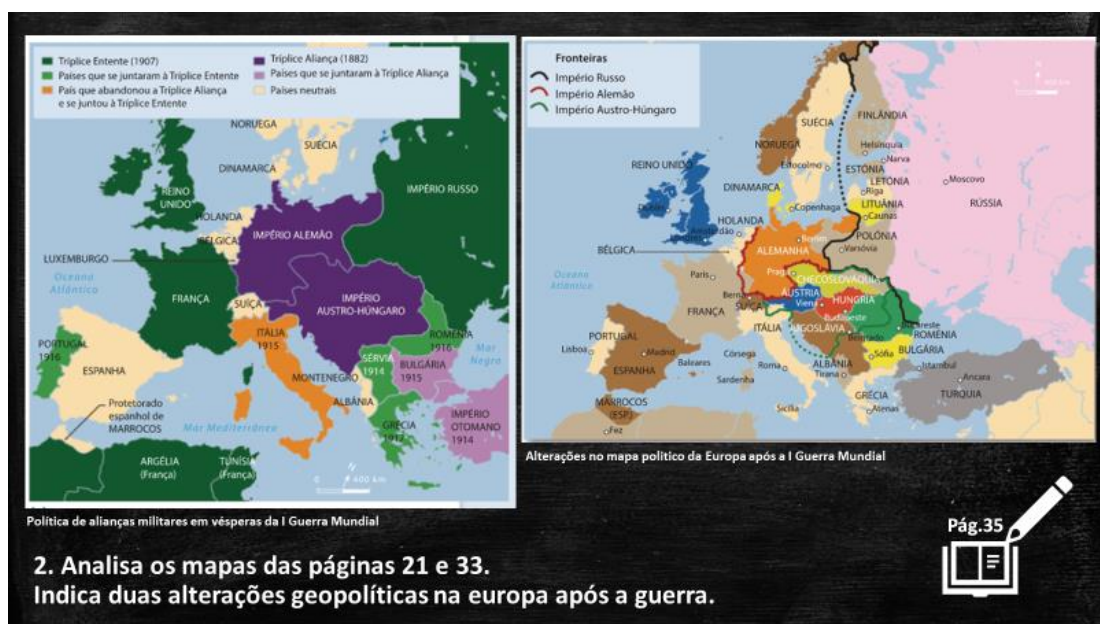 Tríplice Entente (1907)
Países que se juntaram à Tríplice Entente
País que abandonou a Tríplice Aliança
e se juntou à Tríplice Entente
Tríplice Aliança (1882)
Países que se juntaram à Tríplice Aliança
Países neutrais
NORUEGA
SUÉCIA
DINAMARCA
REINO
UNIDO
IMPÉRIO RUSSO
HOLANDA
BÉLGICA
IMPÉRIO ALEMÃO
LUXEMBURGO
Oceano
Atlântico
FRANÇA
SUÍÇA
IMPÉRIO
AUSTRO-HÚNGARO
ITÁLIA
1915
ROMÉNIA
1916
SÉRVIA
1914
BULGÁRIA
1915
Mar
Negro
PORTUGAL
1916
ESPANHA
MONTENEGRO
ALBÂNIA
IMPÉRIO
OTOMANO
1914
GRÉCIA
1917
Protetorado
espanhol de
MARROCOS
Mar Mediterrâneo
ARGÉLIA
(França)
TUNÍSIA
(França)
N
0 400 km
Política de alianças militares em vésperas da I Guerra Mundial
Fronteiras
Império Russo
Império Alemão
Império Austro-Húngaro
FINLÂNDIA
SUÉCIA
NORUEGA
Helsínquia
Narva
Estocolmo
ESTÓNIA
REINO UNIDO
LETÓNIA
Riga
Moscovo
DINAMARCA
Copenhaga
LITUÂNIA
Caunas
RÚSSIA
HOLANDA
Amsterdão
Berlim
POLÓNIA
Varsóvia
BÉLGICA
ALEMANHA
Oceano
Atlântico
Paris
Praga
CHECOSLOVÁQUIA
Berna
SUÍÇA
ÁUSTRIA
Viena
HUNGRIA
Budapeste
FRANÇA
ITÁLIA
JUGOSLÁVIA
Belgrado
Bucareste
ROMÉNIA
PORTUGAL
Lisboa
Madrid
ESPANHA
Baleares
Córsega
Roma
Sardenha
ALBÂNIA
Tirana
Sófia
BULGÁRIA
Istambul
Ancara
TURQUIA
GRÉCIA
Atenas
Sicília
MARROCOS
(ESP)
Fez
Alterações no mapa político da Europa após a I Guerra Mundial
Pág.35
2. Analisa os mapas das páginas 21 e 33.
Indica duas alterações geopolíticas na europa após a guerra.